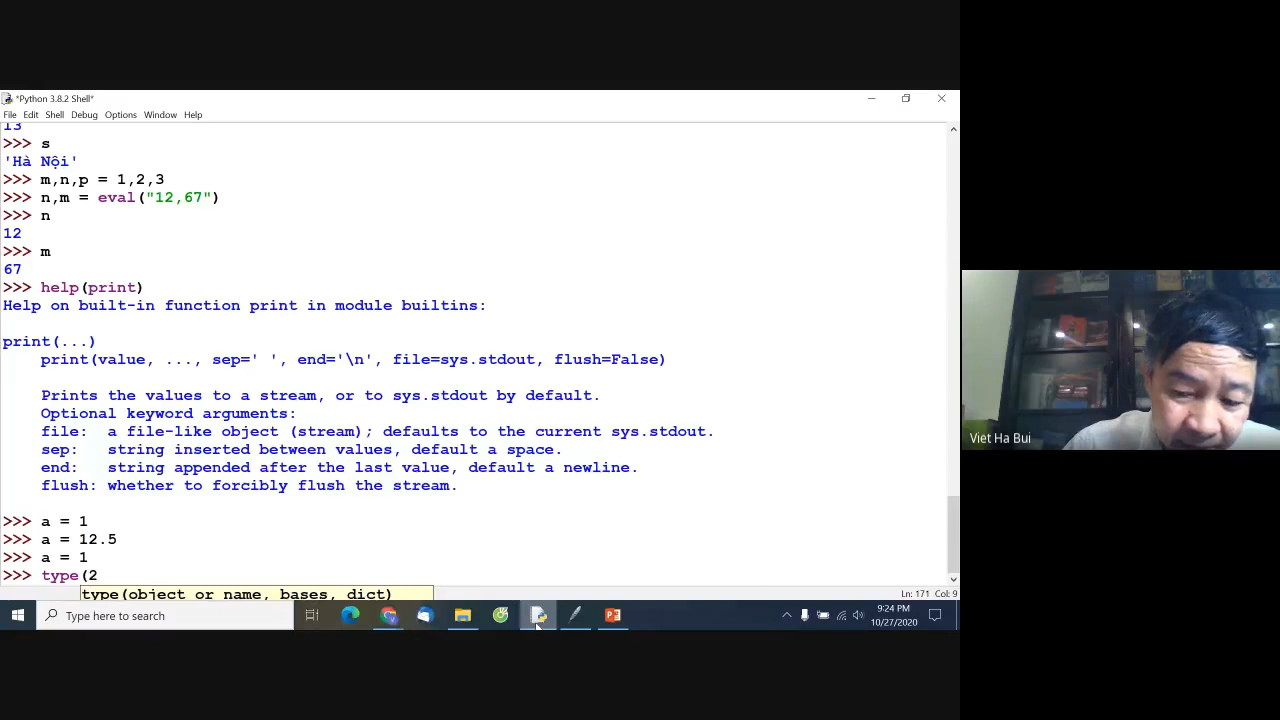 *Python 3.8.2 Shell*
File Edit Shell Debug Options Window Help
13
>>> s
'Hà Nội'
>>> m,n,p = 1,2,3
>>> n,m = eval("12,67")
>>> n
12
>>> m
67
>>> help(print)
Help on built-in function print in module builtins:
print(...)
print(value, ..., sep=' ', end='\n', file=sys.stdout, flush=False)
Prints the values to a stream, or to sys.stdout by default.
Optional keyword arguments:
file: a file-like object (stream); defaults to the current sys.stdout.
sep: string inserted between values, default a space.
end: string appended after the last value, default a newline.
flush: whether to forcibly flush the stream.
>>> a = 1
>>> a = 12.5
>>> a = 1
>>> type(2
type(object or name, bases, dict)
Ln: 171 Col: 9
Type here to search
9:24 PM
10/27/2020
Viet Ha Bui